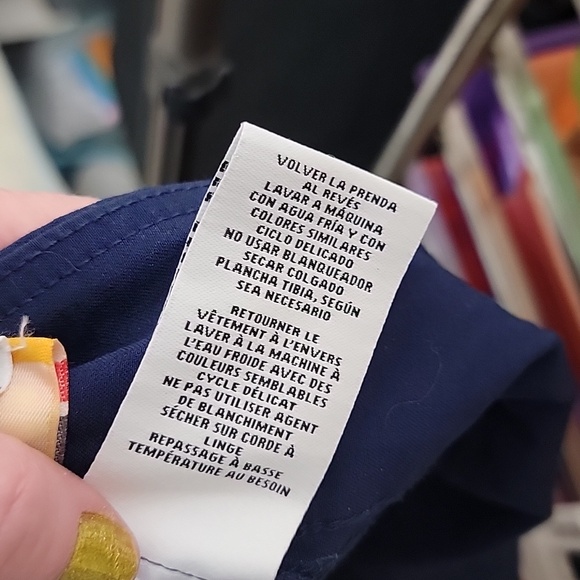 VOLVER LA PRENDA
AL REVÉS
LAVAR A MÁQUINA
CON AGUA FRÍA Y CON
COLORES SIMILARES
CICLO DELICADO
NO USAR BLANQUEADOR
SECAR COLGADO
PLANCHA TIBIA, SEGÚN
SEA NECESARIO
RETOURNER LE
VÊTEMENT À L'ENVERS
LAVER À LA MACHINE À
L'EAU FROIDE AVEC DES
COULEURS SEMBLABLES
CYCLE DÉLICAT
NE PAS UTILISER AGENT
DE BLANCHIMENT
SÉCHER SUR CORDE À
LINGE
REPASSAGE À BASSE
TEMPÉRATURE AU BESOIN